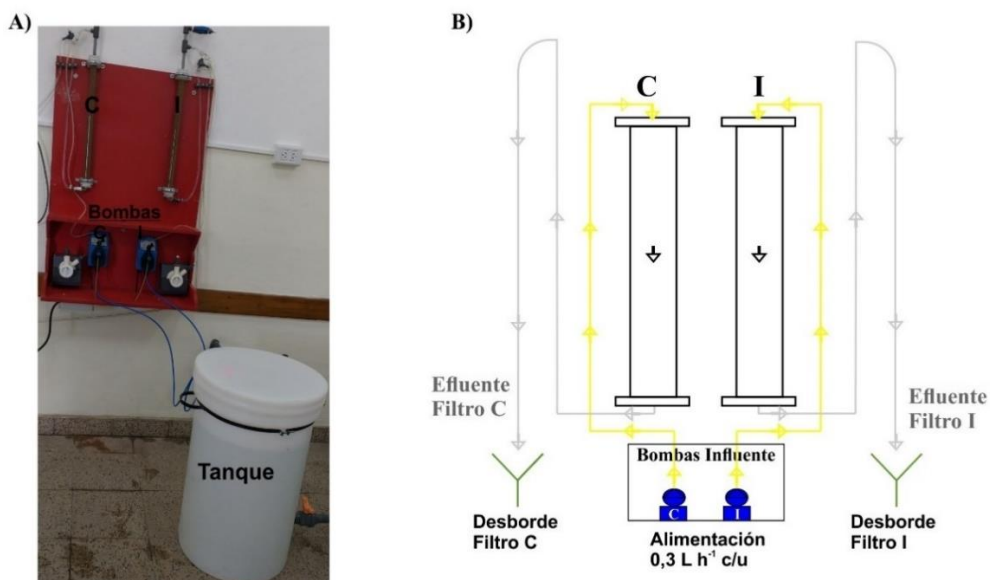 A)
C
I
Bombas
C
I
Tanque
B)
C
I
Efluente
Filtro C
Efluente
Filtro I
Bombas Influente
C
I
Desborde
Filtro C
Alimentación
0,3 L h⁻¹ c/u
Desborde
Filtro I